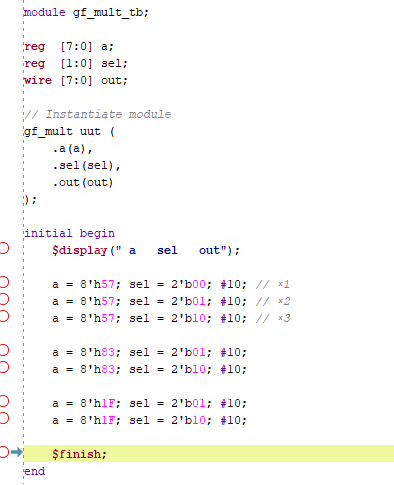 module gf_mult_tb;
reg [7:0] a;
reg [1:0] sel;
wire [7:0] out;
// Instantiate module
gf_mult uut (
.a(a),
.sel(sel),
.out(out)
);
initial begin
$display(" a   sel   out");
a = 8'h57; sel = 2'b00; #10; // ×1
a = 8'h57; sel = 2'b01; #10; // ×2
a = 8'h57; sel = 2'b10; #10; // ×3
a = 8'h83; sel = 2'b01; #10;
a = 8'h83; sel = 2'b10; #10;
a = 8'h1F; sel = 2'b01; #10;
a = 8'h1F; sel = 2'b10; #10;
$finish;
end